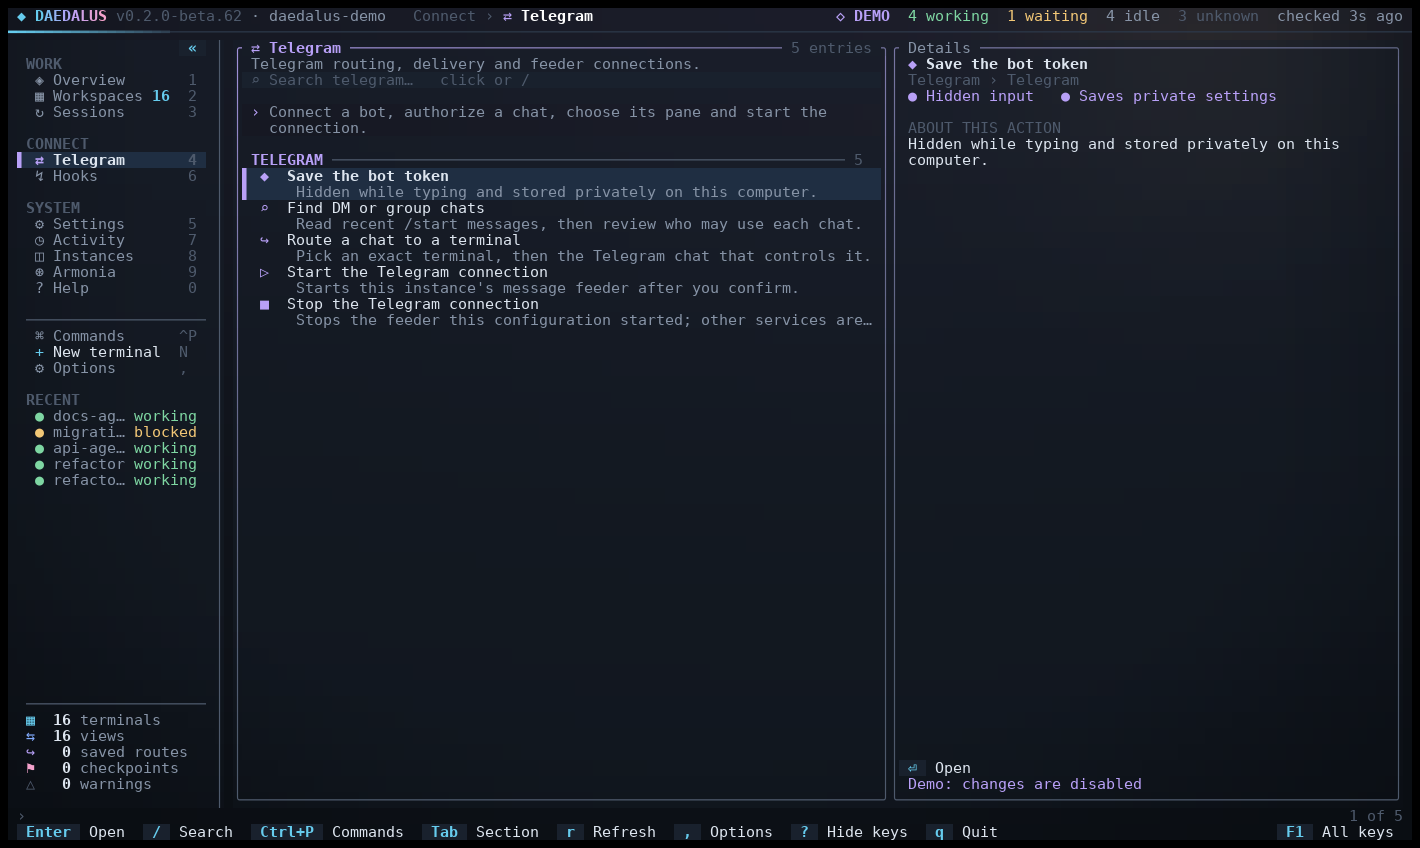 ◆ DAEDALUS v0.2.0-beta.62 · daedalus-demo   Connect › ⇄ Telegram   ◇ DEMO  4 working  1 waiting  4 idle  3 unknown  checked 3s ago
«
WORK
◈ Overview 1
▦ Workspaces 16 2
↻ Sessions 3
CONNECT
⇄ Telegram 4
↯ Hooks 6
SYSTEM
⚙ Settings 5
◷ Activity 7
◫ Instances 8
⊛ Armonia 9
? Help 0
⌘ Commands ^P
+ New terminal N
⚙ Options ,
RECENT
● docs-ag… working
● migrati… blocked
● api-age… working
● refactor working
● refacto… working
▦ 16 terminals
⇆ 16 views
↪ 0 saved routes
⚑ 0 checkpoints
△ 0 warnings
⇄ Telegram 5 entries
Telegram routing, delivery and feeder connections.
⌕ Search telegram…   click or /
› Connect a bot, authorize a chat, choose its pane and start the
connection.
TELEGRAM 5
◆ Save the bot token
Hidden while typing and stored privately on this computer.
⌕ Find DM or group chats
Read recent /start messages, then review who may use each chat.
↪ Route a chat to a terminal
Pick an exact terminal, then the Telegram chat that controls it.
▷ Start the Telegram connection
Starts this instance's message feeder after you confirm.
■ Stop the Telegram connection
Stops the feeder this configuration started; other services are…
Details
◆ Save the bot token
Telegram › Telegram
● Hidden input   ● Saves private settings
ABOUT THIS ACTION
Hidden while typing and stored privately on this
computer.
⏎ Open
Demo: changes are disabled
› 1 of 5
Enter Open  / Search  Ctrl+P Commands  Tab Section  r Refresh  , Options  ? Hide keys  q Quit  F1 All keys